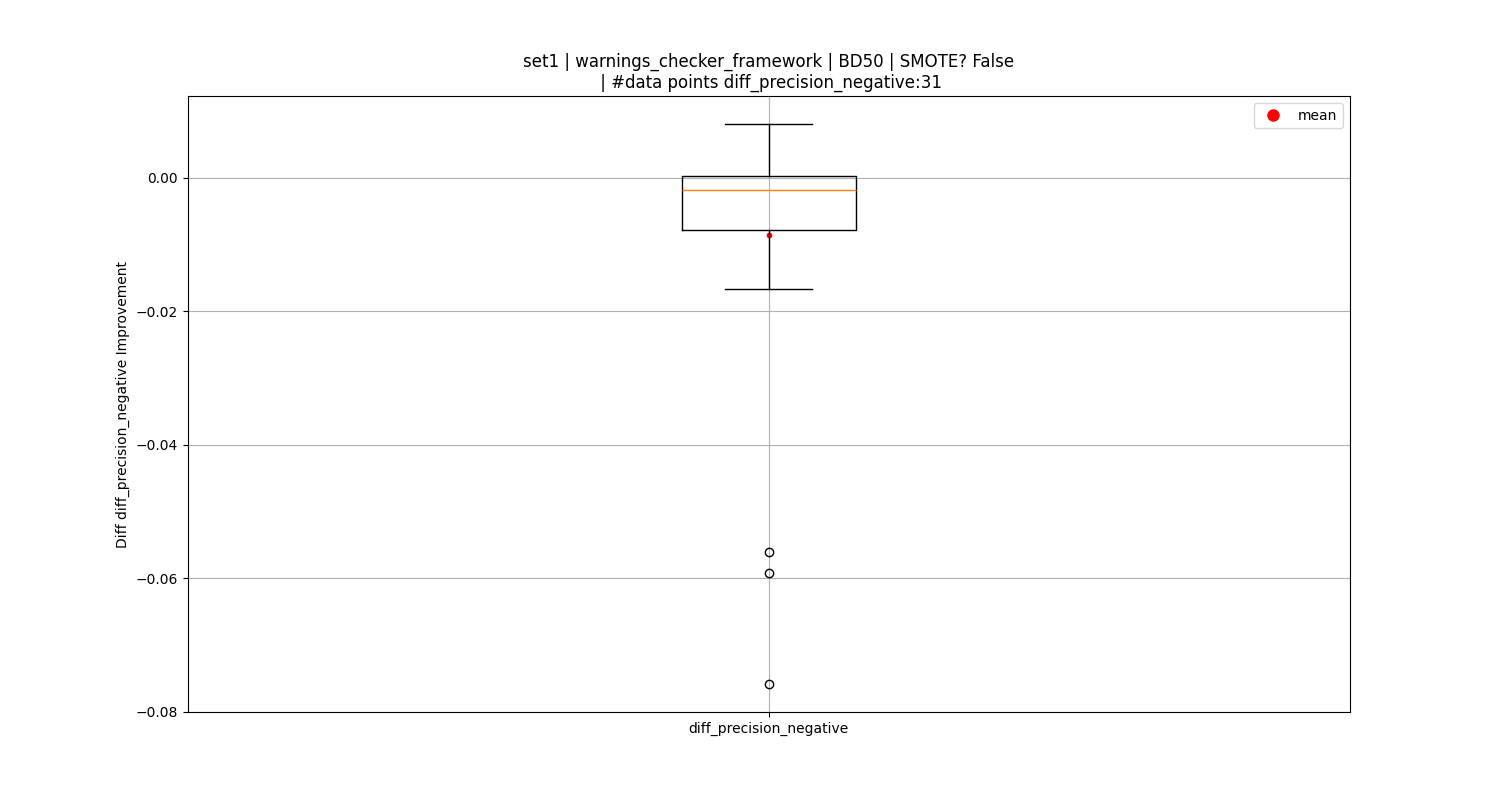 set1 | warnings_checker_framework | BD50 | SMOTE? False
| #data points diff_precision_negative:31
mean
0.00
−0.02
−0.04
−0.06
−0.08
Diff diff_precision_negative Improvement
diff_precision_negative